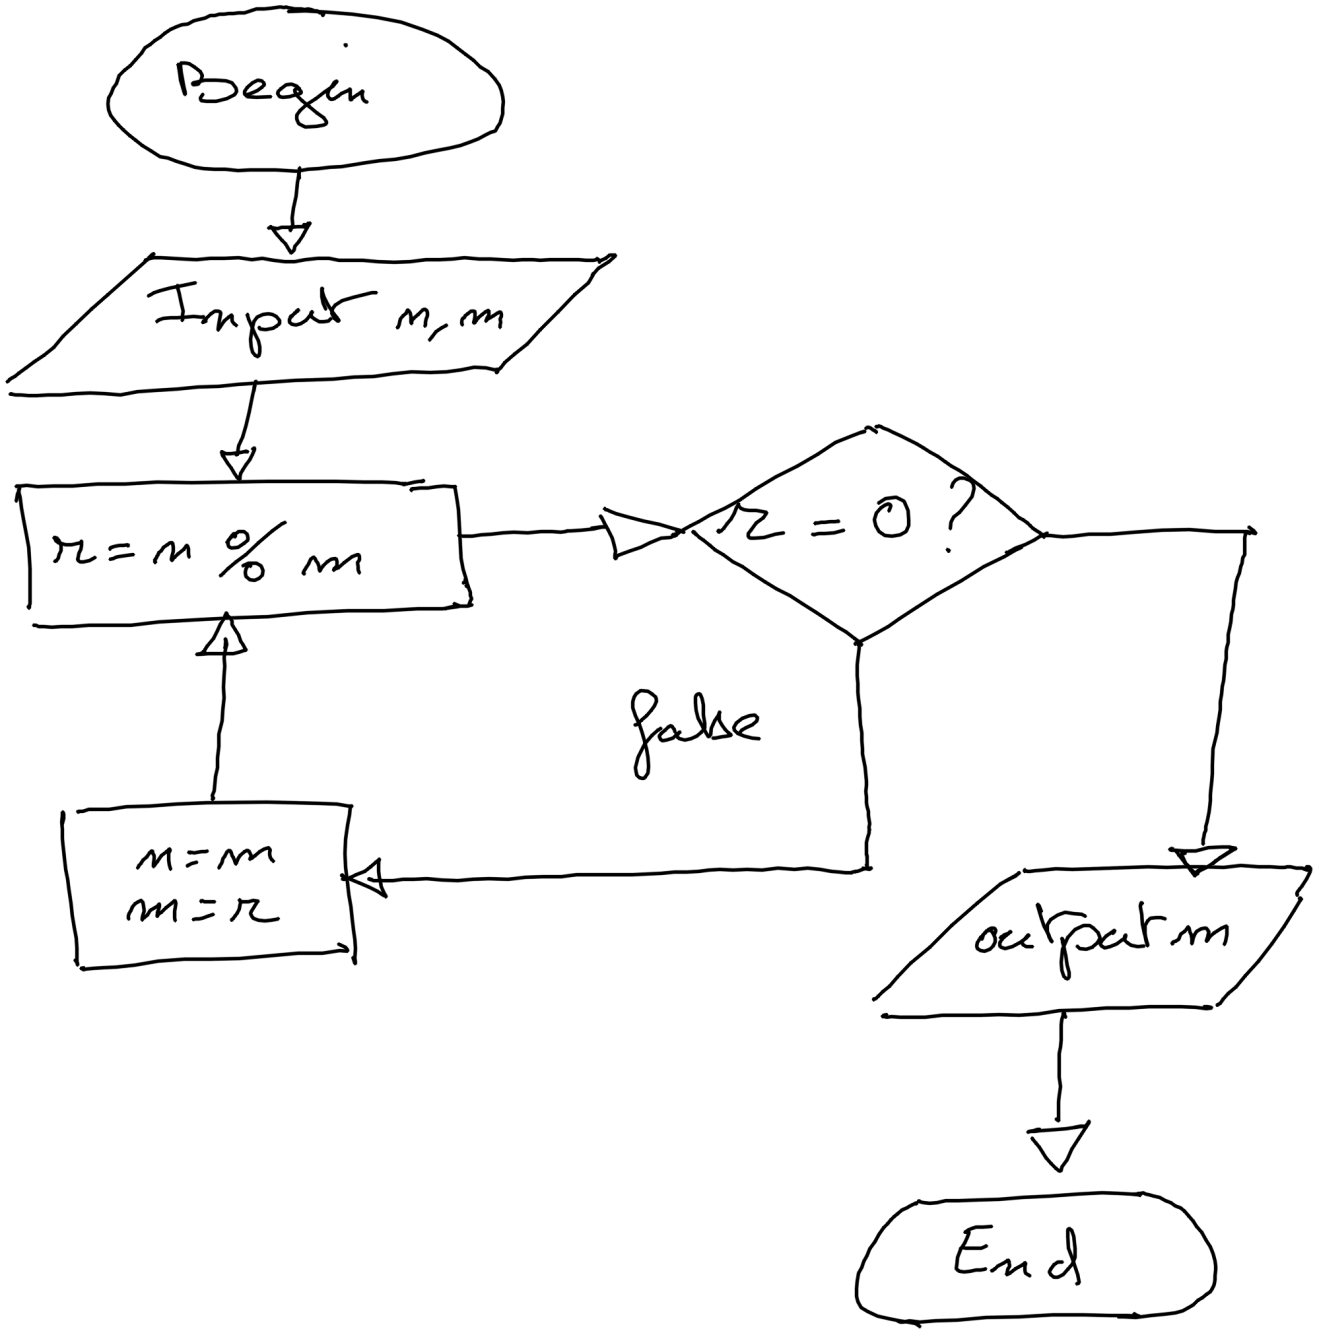 Begin
Input n, m
r = n % m
r = 0 ?
false
n = m
m = r
output m
End